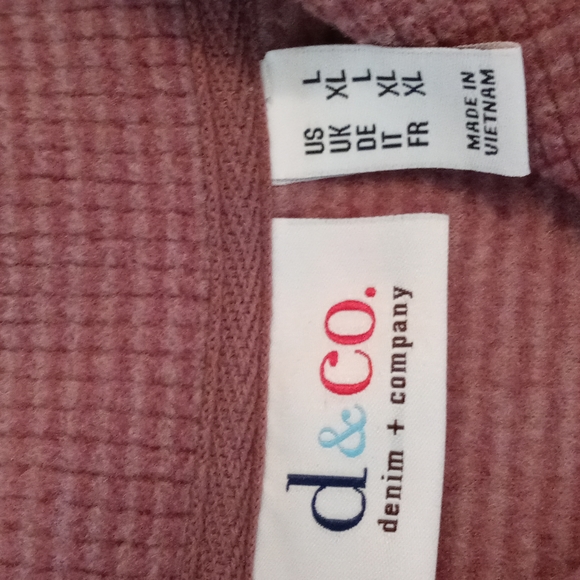 US L
UK XL
DE L
IT XL
FR XL
MADE IN
VIETNAM
d & co.
denim + company